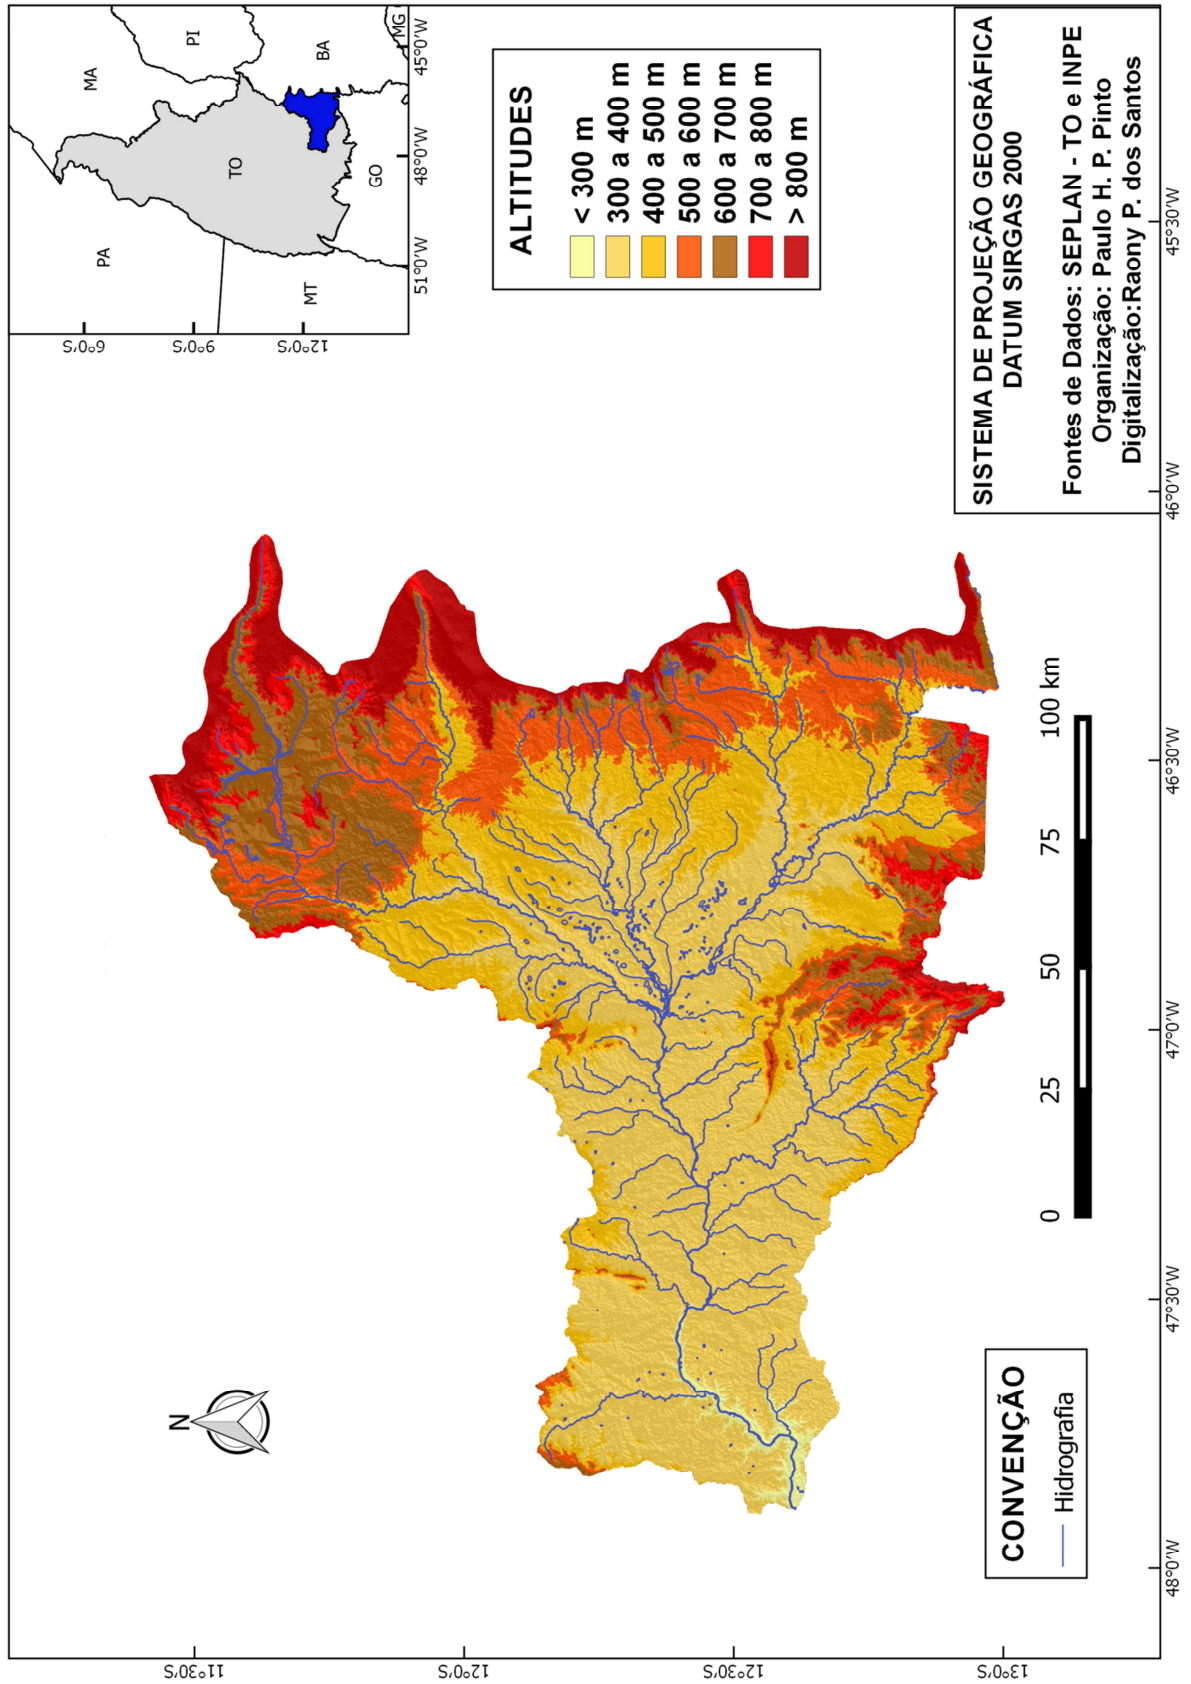 N
PA
MA
PI
TO
BA
MT
GO
MG
6°0'S
9°0'S
12°0'S
51°0'W
48°0'W
45°0'W
ALTITUDES
< 300 m
300 a 400 m
400 a 500 m
500 a 600 m
600 a 700 m
700 a 800 m
> 800 m
11°30'S
12°0'S
12°30'S
13°0'S
CONVENÇÃO
Hidrografia
0 25 50 75 100 km
SISTEMA DE PROJEÇÃO GEOGRÁFICA
DATUM SIRGAS 2000
Fontes de Dados: SEPLAN - TO e INPE
Organização: Paulo H. P. Pinto
Digitalização:Raony P. dos Santos
48°0'W
47°30'W
47°0'W
46°30'W
46°0'W
45°30'W